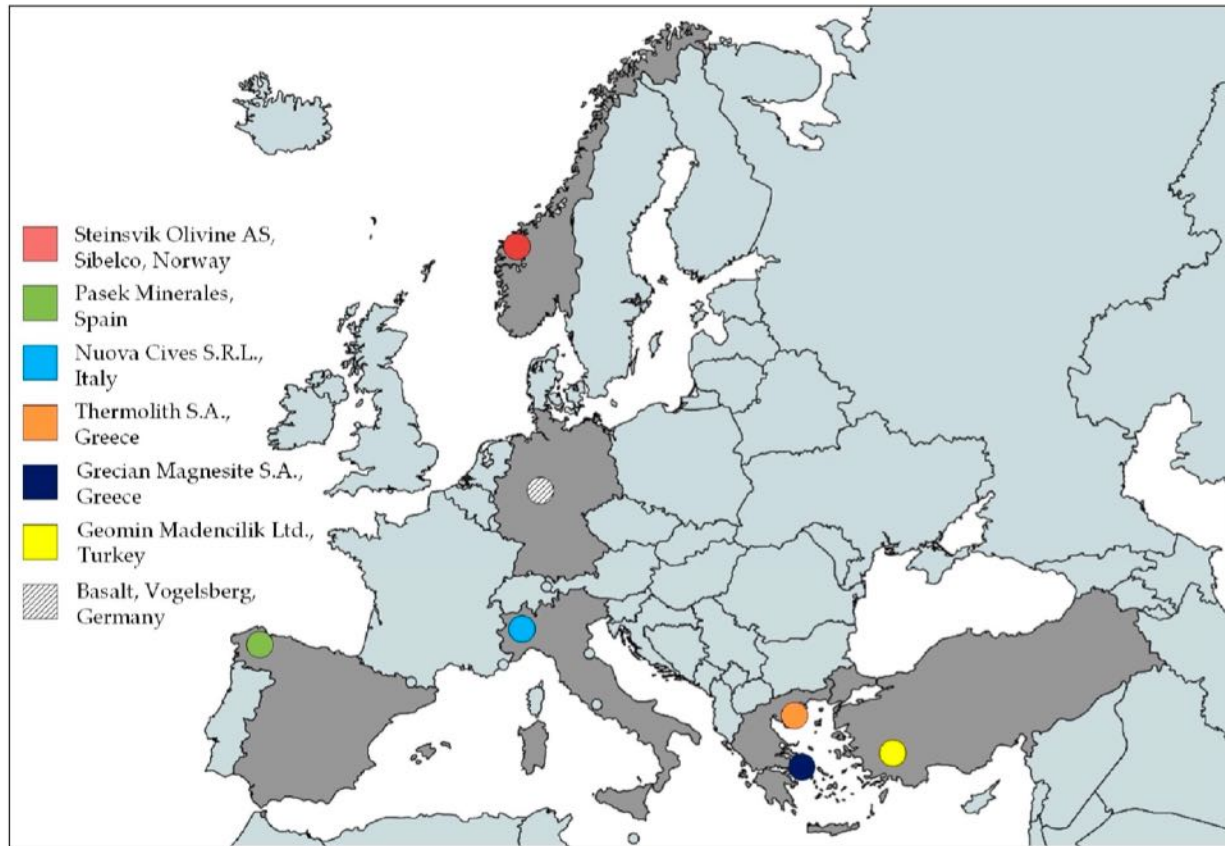 Steinsvik Olivine AS,
Sibelco, Norway
Pasek Minerales,
Spain
Nuova Cives S.R.L.,
Italy
Thermolith S.A.,
Greece
Grecian Magnesite S.A.,
Greece
Geomin Madencilik Ltd.,
Turkey
Basalt, Vogelsberg,
Germany